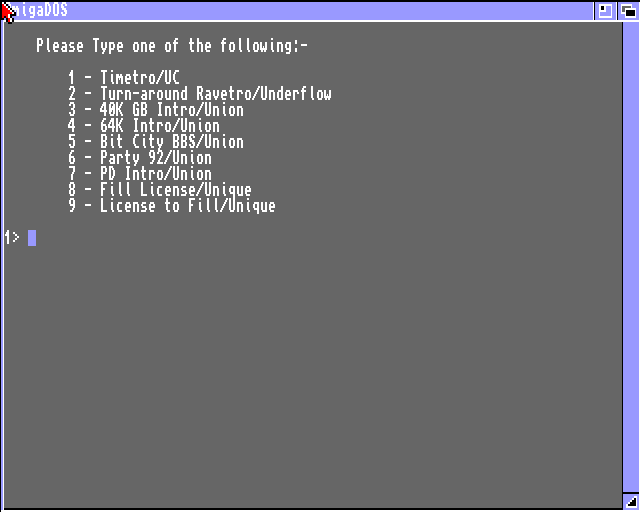 AmigaDOS
Please Type one of the following:-
1 - Timetro/UC
2 - Turn-around Ravetro/Underflow
3 - 40K GB Intro/Union
4 - 64K Intro/Union
5 - Bit City BBS/Union
6 - Party 92/Union
7 - PD Intro/Union
8 - Fill License/Unique
9 - License to Fill/Unique
1>